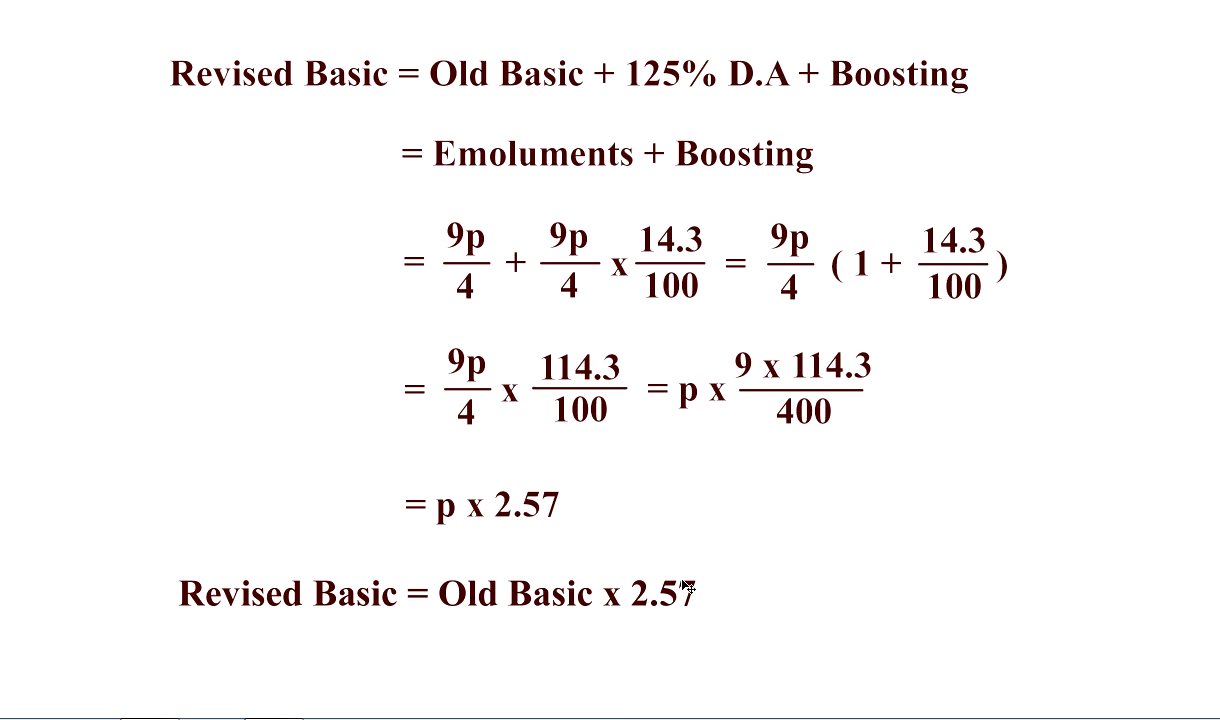 Revised Basic = Old Basic + 125% D.A + Boosting
= Emoluments + Boosting
= 9p/4 + 9p/4 x 14.3/100 = 9p/4 ( 1 + 14.3/100 )
= 9p/4 x 114.3/100 = p x 9 x 114.3/400
= p x 2.57
Revised Basic = Old Basic x 2.57